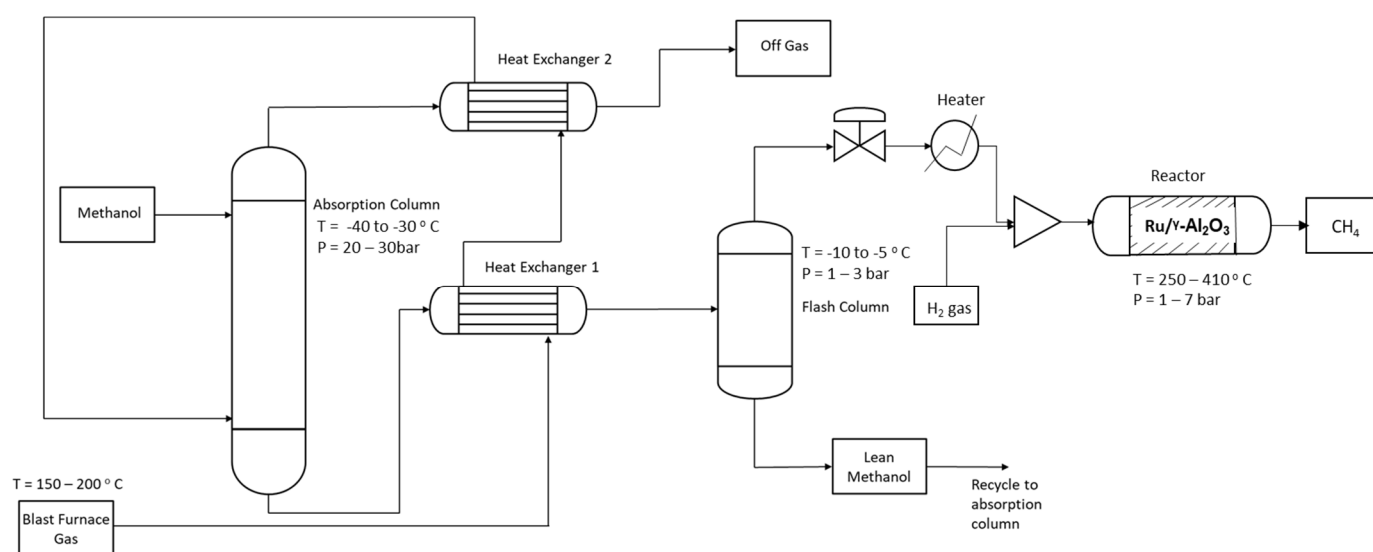 Heat Exchanger 2
Off Gas
Heater
Methanol
Absorption Column
T = -40 to -30 ° C
P = 20 – 30bar
Reactor
Ru/γ-Al₂O₃
CH₄
T = 250 – 410° C
P = 1 – 7 bar
Heat Exchanger 1
T = -10 to -5 ° C
P = 1 – 3 bar
Flash Column
H₂ gas
Lean
Methanol
Recycle to
absorption
column
T = 150 – 200 ° C
Blast Furnace
Gas